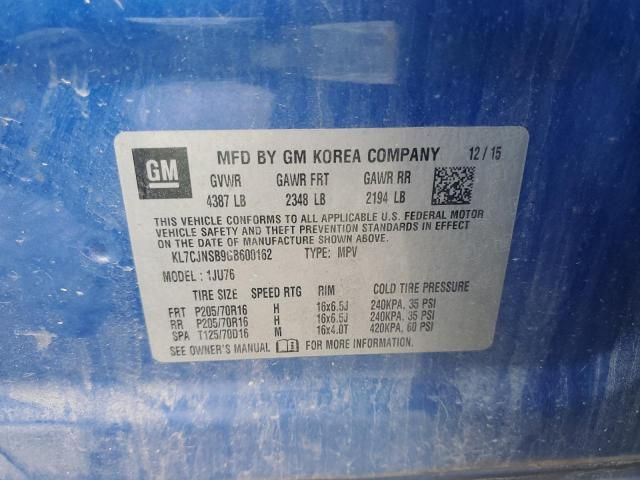 GM MFD BY GM KOREA COMPANY 12/15
GVWR GAWR FRT GAWR RR
4387 LB 2348 LB 2194 LB
THIS VEHICLE CONFORMS TO ALL APPLICABLE U.S. FEDERAL MOTOR
VEHICLE SAFETY AND THEFT PREVENTION STANDARDS IN EFFECT
ON THE DATE OF MANUFACTURE SHOWN ABOVE.
KL7CJNSB9GB600162 TYPE: MPV
MODEL: 1JU76
TIRE SIZE SPEED RTG RIM COLD TIRE PRESSURE
FRT P205/70R16 H 16x6.5J 240KPA, 35 PSI
RR P205/70R16 H 16x6.5J 240KPA, 35 PSI
SPA T125/70D16 M 16x4.0T 420KPA, 60 PSI
SEE OWNER'S MANUAL FOR MORE INFORMATION.